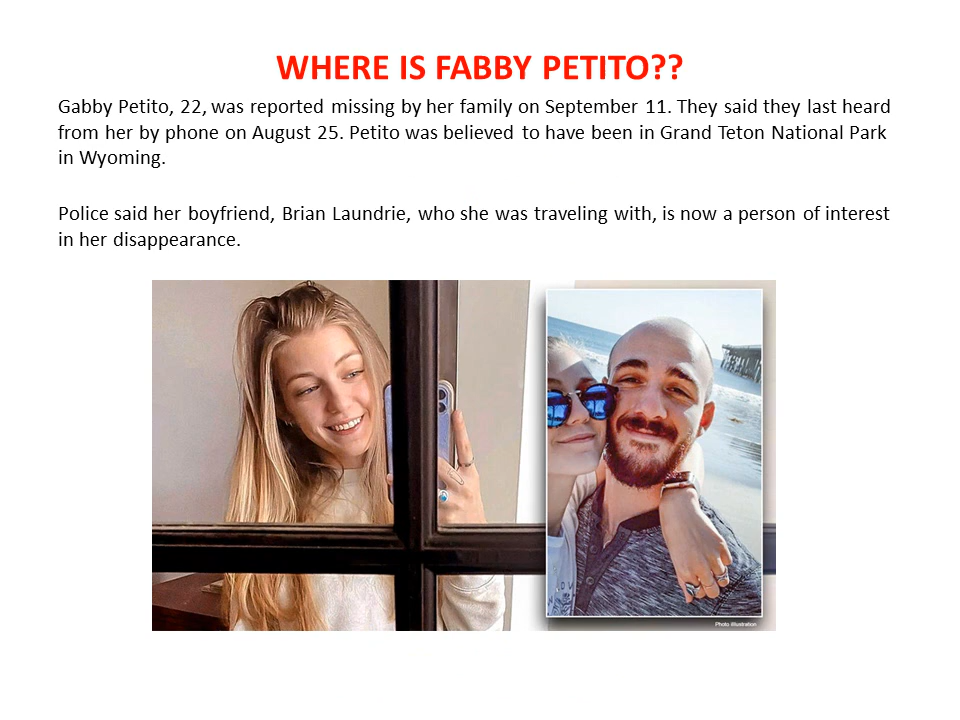 WHERE IS FABBY PETITO??
Gabby Petito, 22, was reported missing by her family on September 11. They said they last heard
from her by phone on August 25. Petito was believed to have been in Grand Teton National Park
in Wyoming.
Police said her boyfriend, Brian Laundrie, who she was traveling with, is now a person of interest
in her disappearance.
Photo illustration